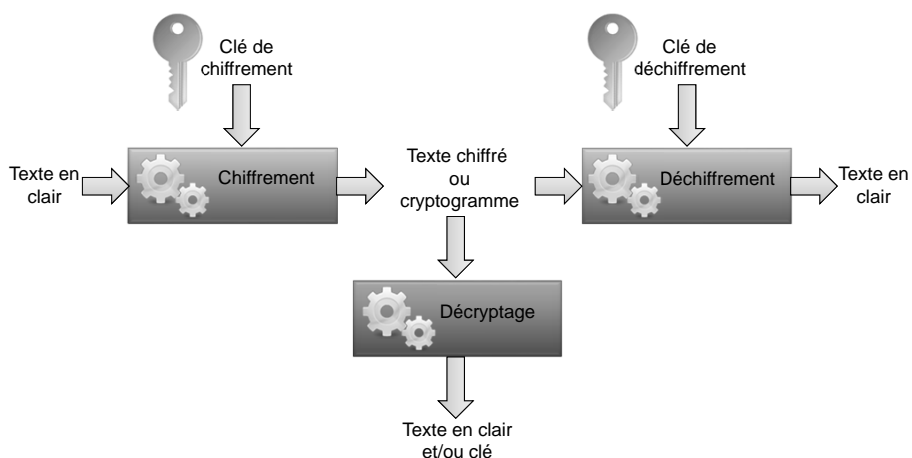 Clé de
chiffrement
Clé de
déchiffrement
Texte en
clair
Chiffrement
Texte chiffré
ou
cryptogramme
Déchiffrement
Texte en
clair
Décryptage
Texte en clair
et/ou clé